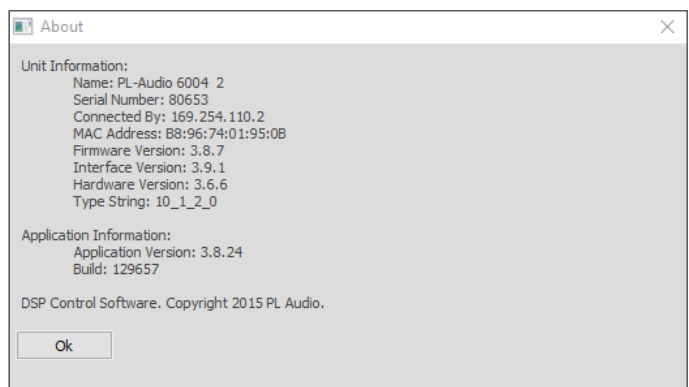 About
Unit Information:
Name: PL-Audio 6004 2
Serial Number: 80653
Connected By: 169.254.110.2
MAC Address: B8:96:74:01:95:0B
Firmware Version: 3.8.7
Interface Version: 3.9.1
Hardware Version: 3.6.6
Type String: 10_1_2_0
Application Information:
Application Version: 3.8.24
Build: 129657
DSP Control Software. Copyright 2015 PL Audio.
Ok